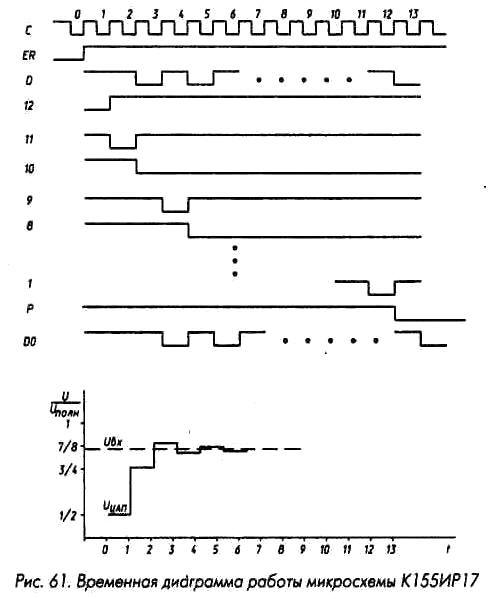 0 1 2 3 4 5 6 7 8 9 10 11 12 13
C
ER
D
12
11
10
9
8
1
P
D0
U
Uполн
1
Uвх
7/8
3/4
Uцап
1/2
0 1 2 3 4 5 6 7 8 9 10 11 12 13 t
Рис. 61. Временная диаграмма работы микросхемы К155ИР17